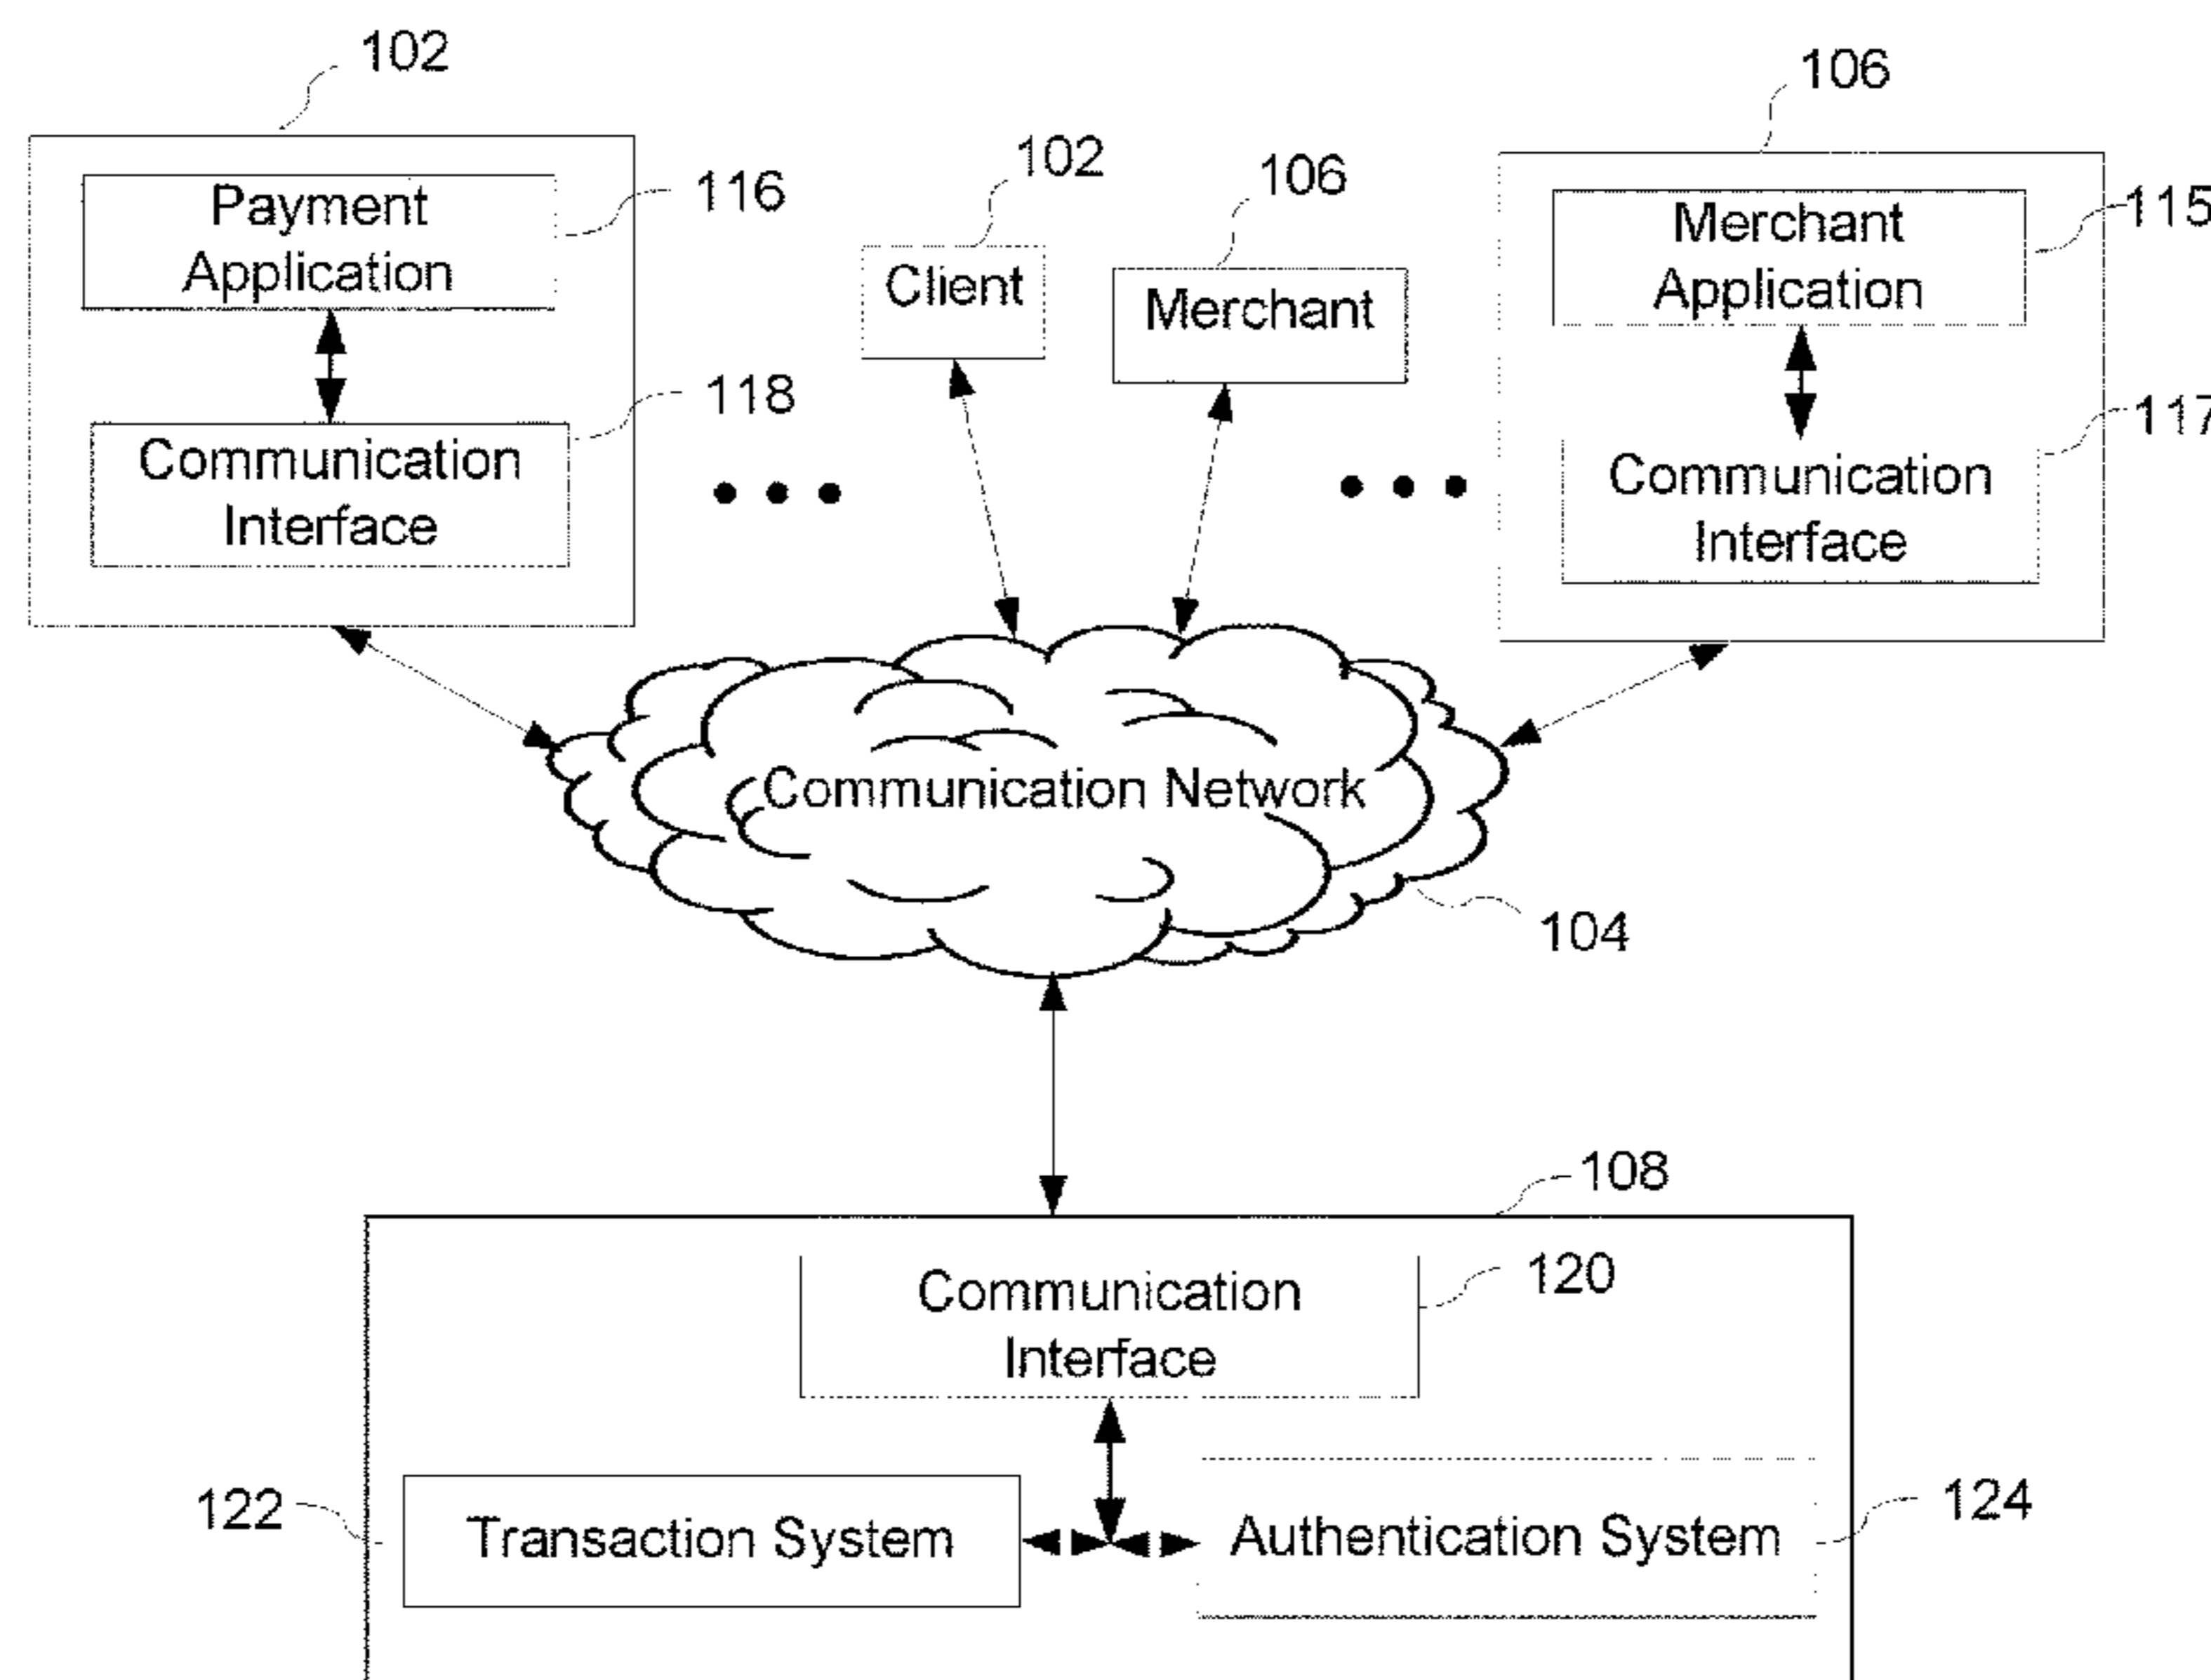 102
106
102
106
Payment
Application
116
Client
Merchant
Merchant
Application
115
118
117
Communication
Interface
Communication
Interface
Communication Network
104
108
Communication
Interface
120
122
Transaction System
Authentication System
124